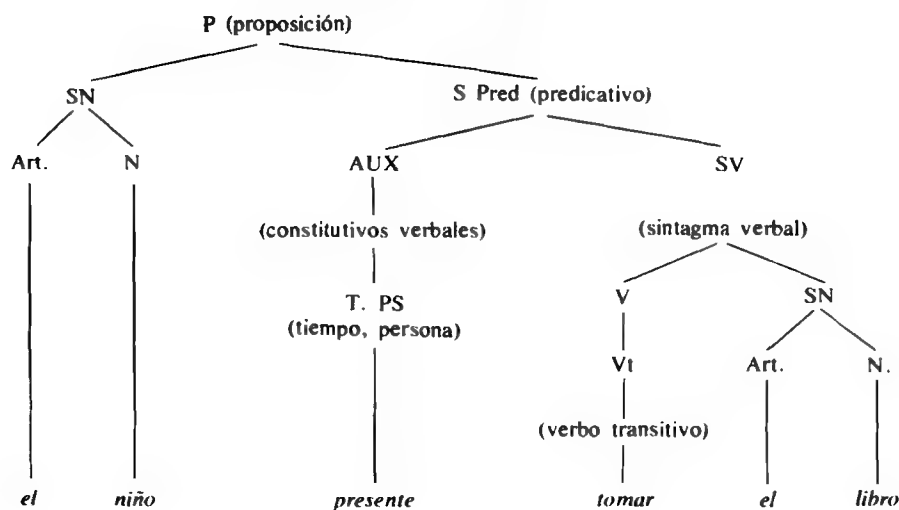 P (proposición)
SN S Pred (predicativo)
Art. N AUX SV
(constitutivos verbales) (sintagma verbal)
T. PS V SN
(tiempo, persona)
Vt Art. N.
(verbo transitivo)
el niño presente tomar el libro